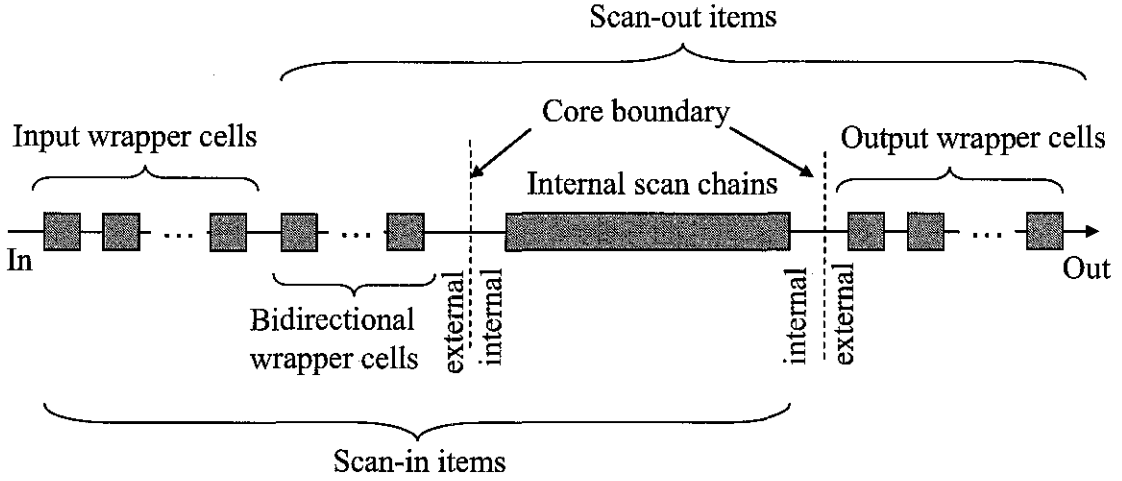 Scan-out items
Core boundary
Input wrapper cells
Output wrapper cells
Internal scan chains
... ... ...
In
Out
external
internal
internal
external
Bidirectional
wrapper cells
Scan-in items